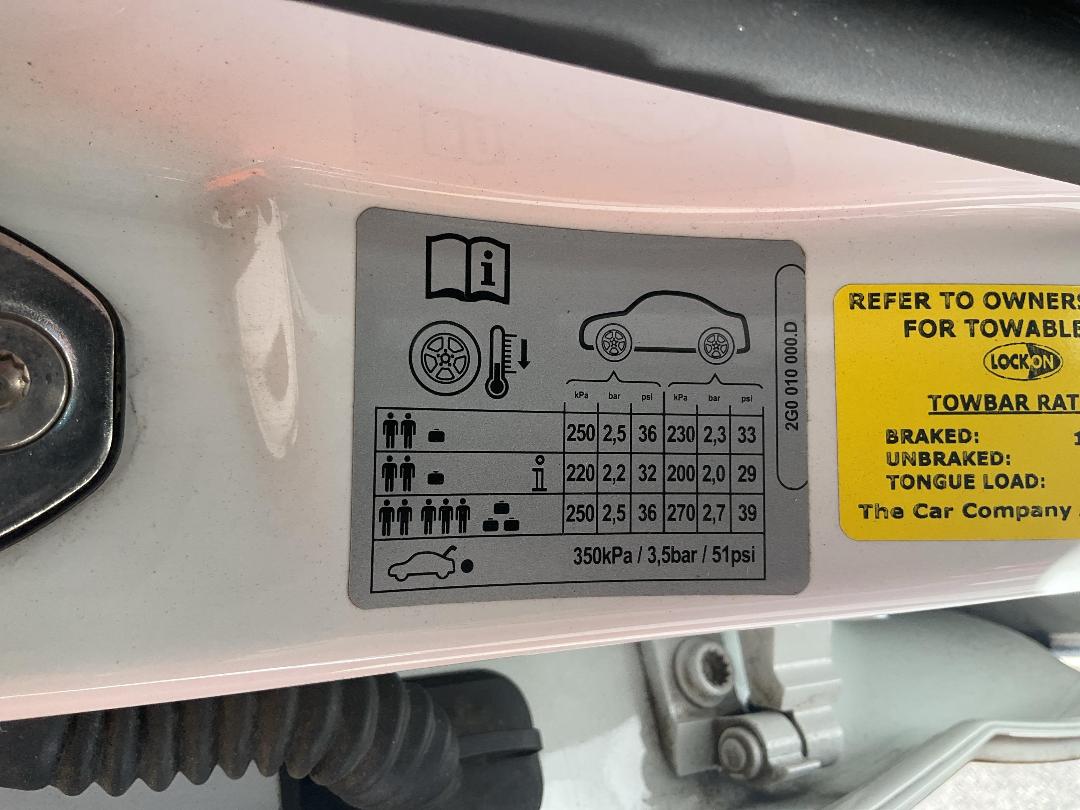 i
kPa bar psi kPa bar psi
250 2,5 36 230 2,3 33
i 220 2,2 32 200 2,0 29
250 2,5 36 270 2,7 39
350kPa / 3,5bar / 51psi
2G0 010 000.D
REFER TO OWNERS
FOR TOWABLE
LOCKON
TOWBAR RAT
BRAKED: 1
UNBRAKED:
TONGUE LOAD:
The Car Company